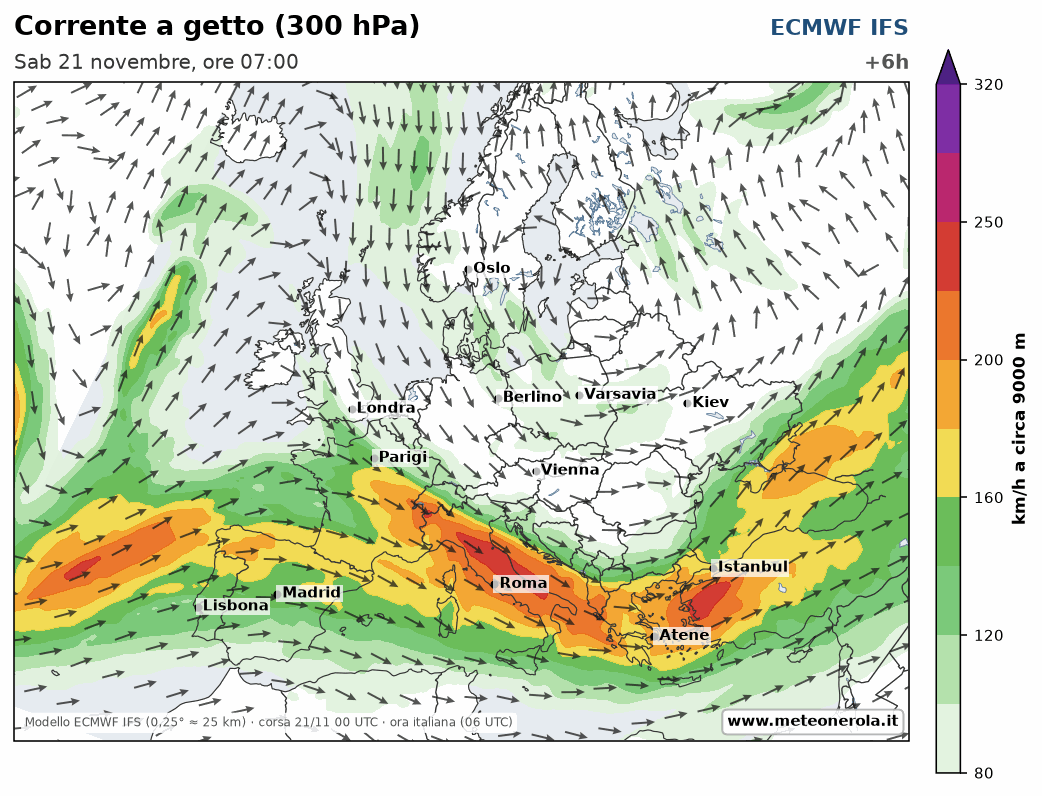 Corrente a getto (300 hPa)
ECMWF IFS
Sab 21 novembre, ore 07:00
+6h
320
250
200
160
120
80
km/h a circa 9000 m
Oslo
Berlino
Varsavia
Kiev
Londra
Parigi
Vienna
Istanbul
Roma
Madrid
Lisbona
Atene
Modello ECMWF IFS (0,25° ≈ 25 km) · corsa 21/11 00 UTC · ora italiana (06 UTC)
www.meteonerola.it